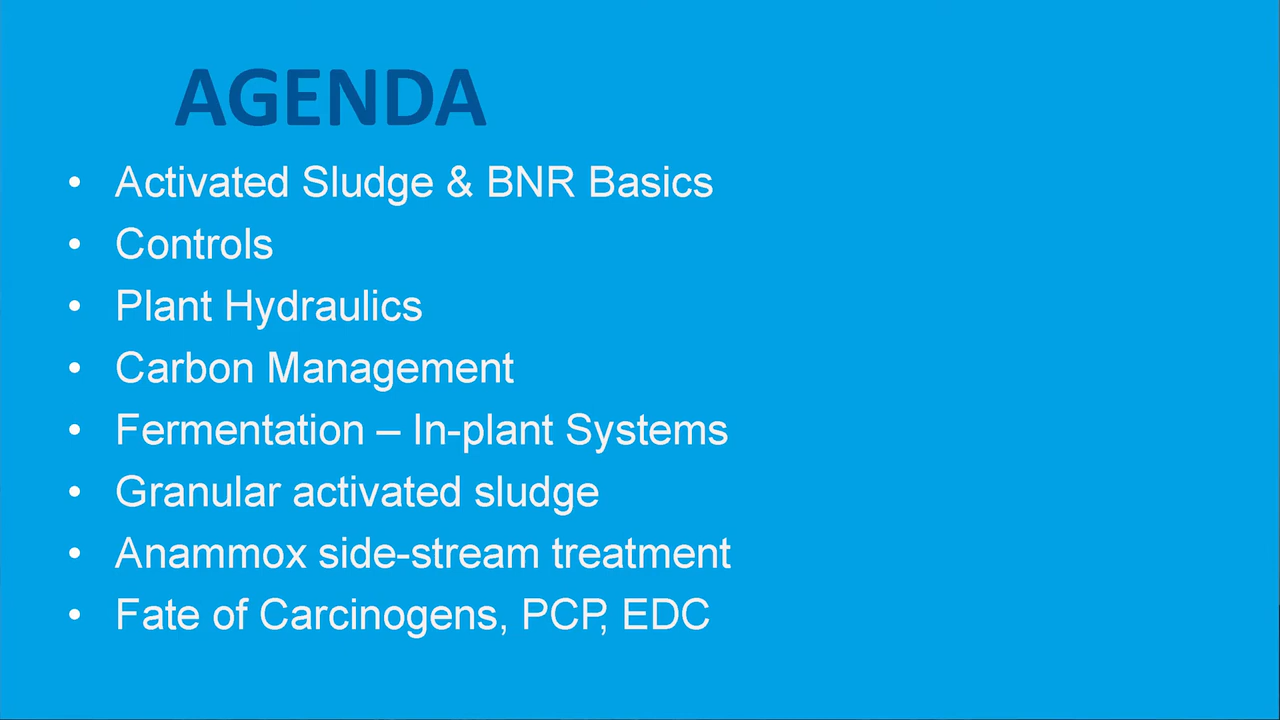 AGENDA
• Activated Sludge & BNR Basics
• Controls
• Plant Hydraulics
• Carbon Management
• Fermentation – In-plant Systems
• Granular activated sludge
• Anammox side-stream treatment
• Fate of Carcinogens, PCP, EDC